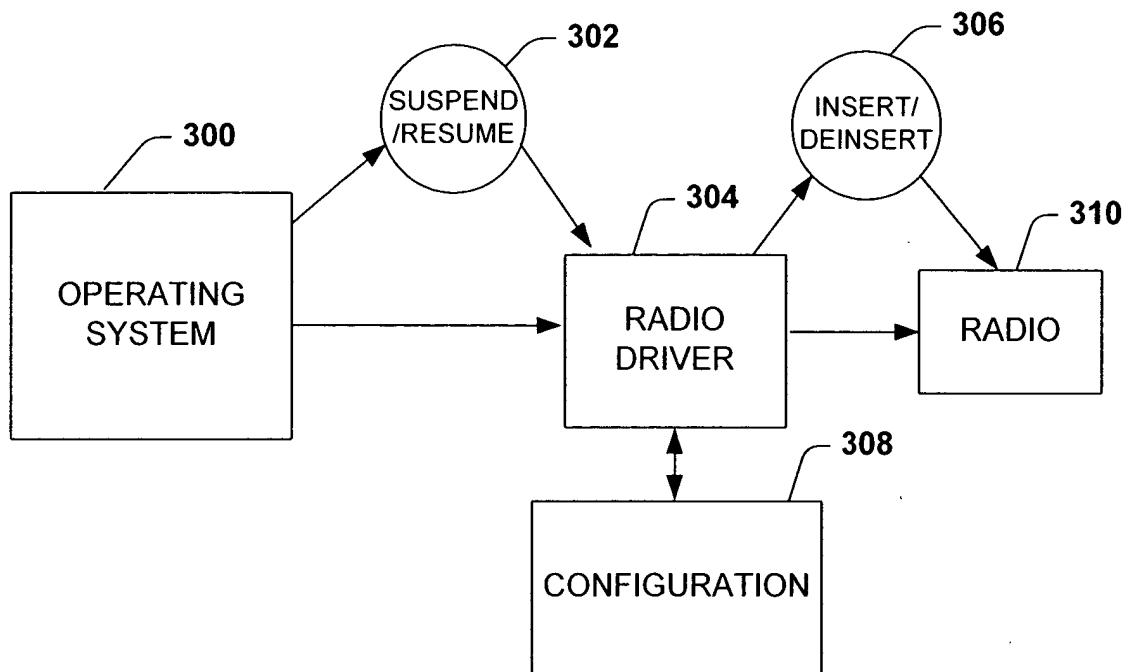 302
SUSPEND
/RESUME
306
INSERT/
DEINSERT
300
OPERATING
SYSTEM
304
RADIO
DRIVER
310
RADIO
308
CONFIGURATION